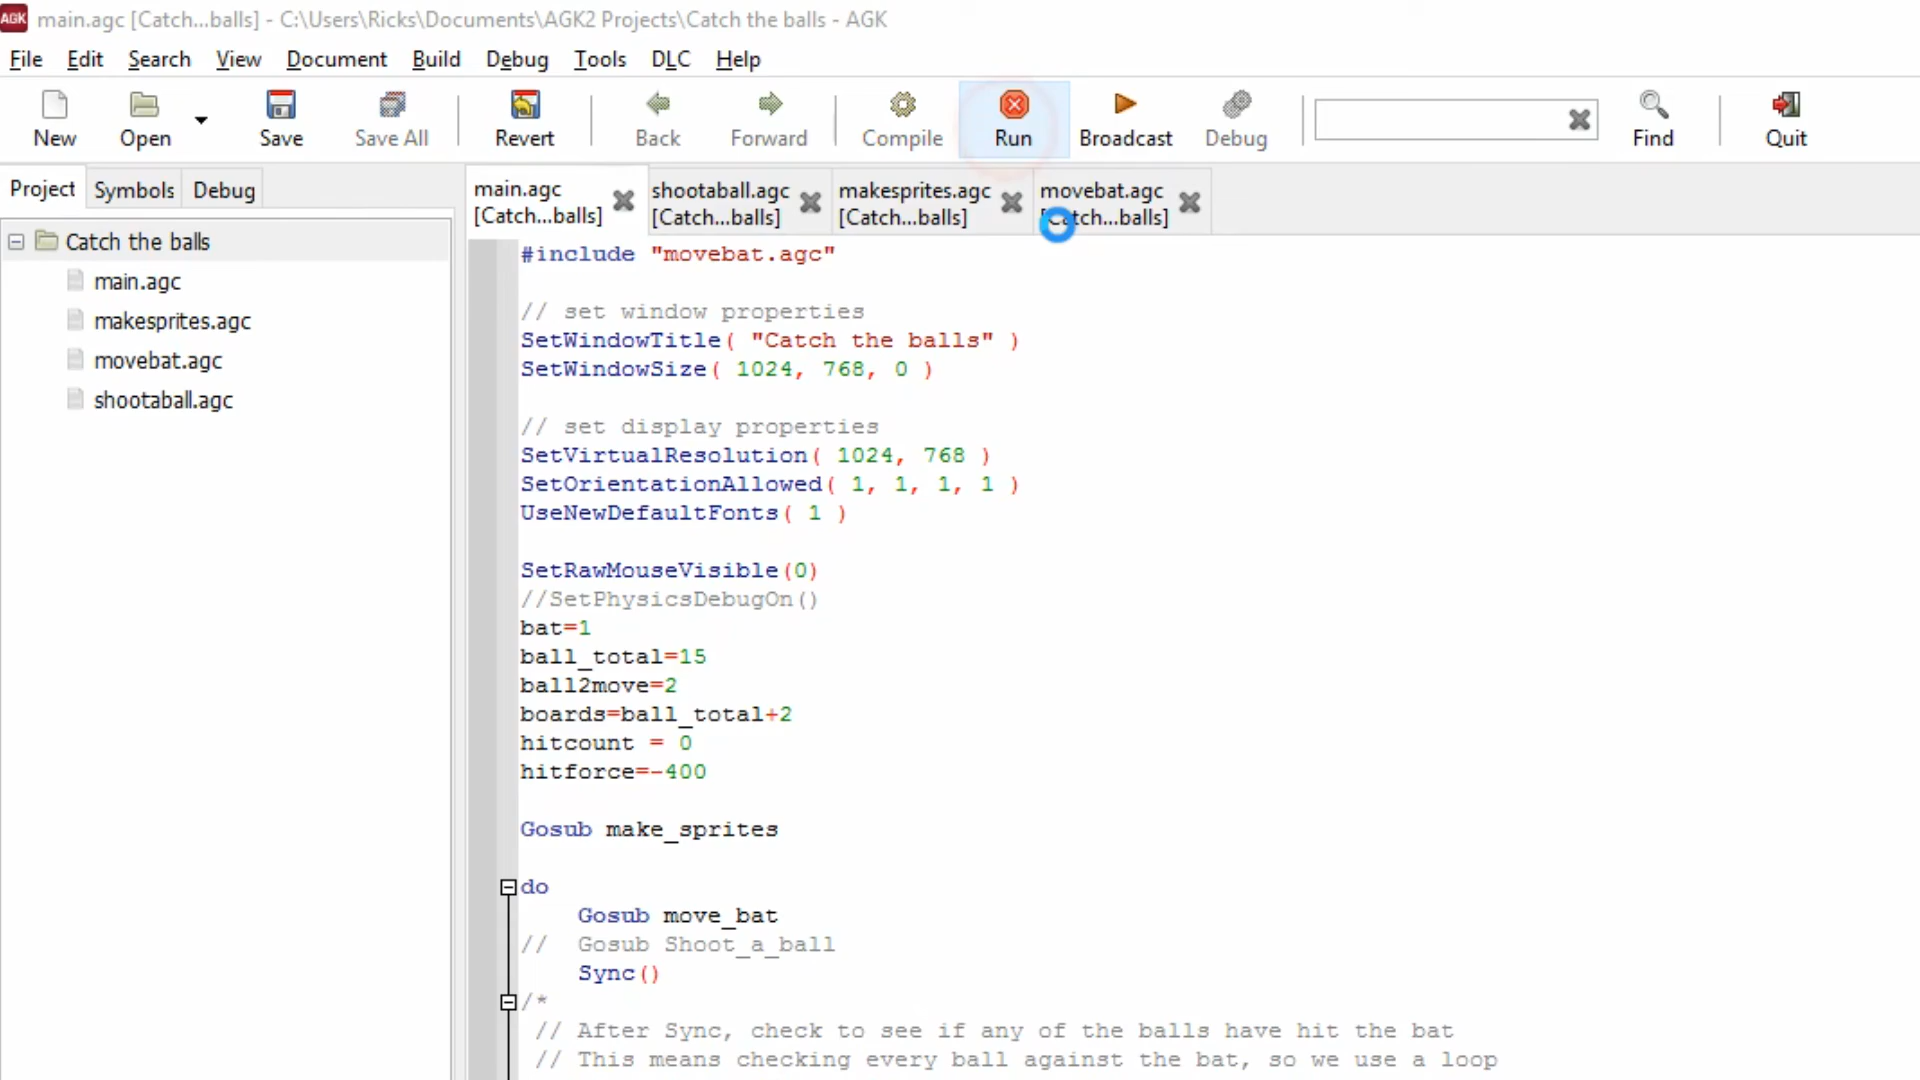 AGK main.agc [Catch...balls] - C:\Users\Ricks\Documents\AGK2 Projects\Catch the balls - AGK
File Edit Search View Document Build Debug Tools DLC Help
New Open Save Save All Revert Back Forward Compile Run Broadcast Debug Find Quit
Project Symbols Debug
main.agc [Catch...balls]
shootaball.agc [Catch...balls]
makesprites.agc [Catch...balls]
movebat.agc [Catch...balls]
Catch the balls
main.agc
makesprites.agc
movebat.agc
shootaball.agc
#include "movebat.agc"
// set window properties
SetWindowTitle( "Catch the balls" )
SetWindowSize( 1024, 768, 0 )
// set display properties
SetVirtualResolution( 1024, 768 )
SetOrientationAllowed( 1, 1, 1, 1 )
UseNewDefaultFonts( 1 )
SetRawMouseVisible(0)
//SetPhysicsDebugOn()
bat=1
ball_total=15
ball2move=2
boards=ball_total+2
hitcount = 0
hitforce=-400
Gosub make_sprites
do
Gosub move_bat
// Gosub Shoot_a_ball
Sync()
/*
// After Sync, check to see if any of the balls have hit the bat
// This means checking every ball against the bat, so we use a loop